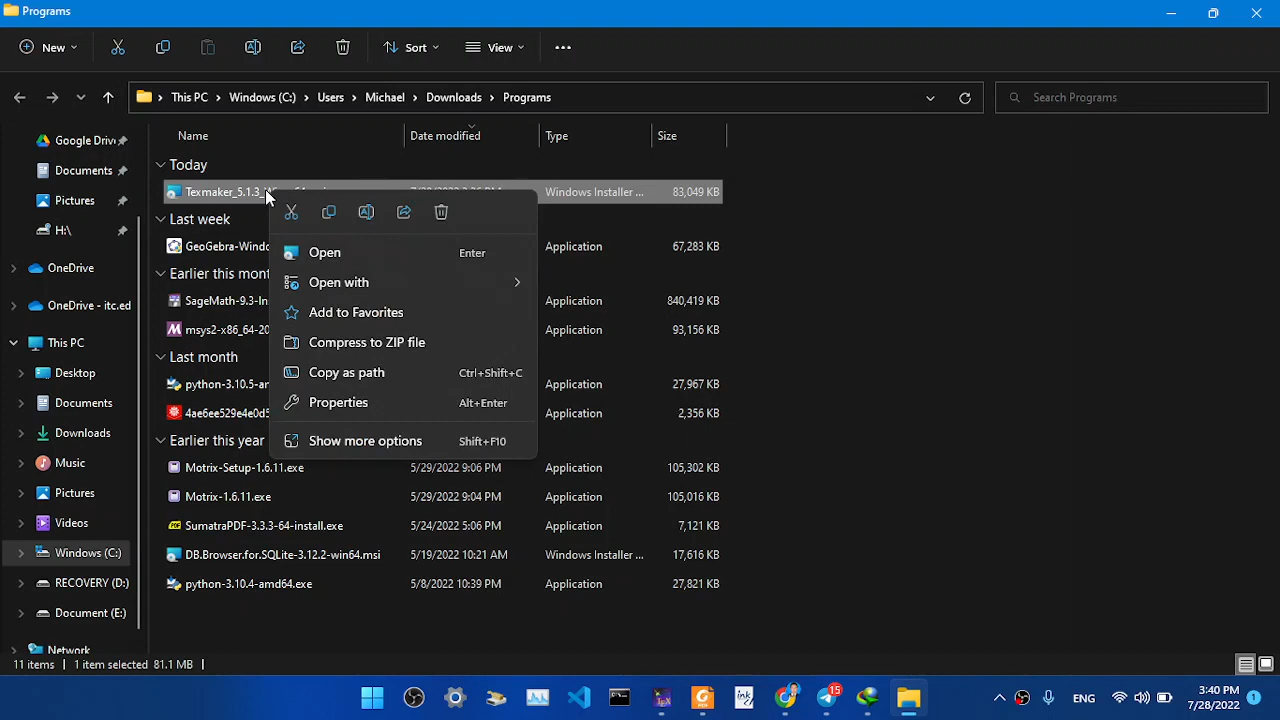 Programs
New
Sort
View
This PC > Windows (C:) > Users > Michael > Downloads > Programs
Search Programs
Name Date modified Type Size
Google Driv
Documents
Pictures
H:\
OneDrive
OneDrive - itc.ed
This PC
Desktop
Documents
Downloads
Music
Pictures
Videos
Windows (C:)
RECOVERY (D:)
Document (E:)
Network
Today
Texmaker_5.1.3_ Windows Installer ... 83,049 KB
Last week
GeoGebra-Windo Application 67,283 KB
Earlier this mont
SageMath-9.3-Ins Application 840,419 KB
msys2-x86_64-20 Application 93,156 KB
Last month
python-3.10.5-an Application 27,967 KB
4ae6ee529e4e0d5 Application 2,356 KB
Earlier this year
Motrix-Setup-1.6.11.exe 5/29/2022 9:06 PM Application 105,302 KB
Motrix-1.6.11.exe 5/29/2022 9:04 PM Application 105,016 KB
SumatraPDF-3.3.3-64-install.exe 5/24/2022 5:06 PM Application 7,121 KB
DB.Browser.for.SQLite-3.12.2-win64.msi 5/19/2022 10:21 AM Windows Installer ... 17,616 KB
python-3.10.4-amd64.exe 5/8/2022 10:39 PM Application 27,821 KB
Open Enter
Open with
Add to Favorites
Compress to ZIP file
Copy as path Ctrl+Shift+C
Properties Alt+Enter
Show more options Shift+F10
11 items 1 item selected 81.1 MB
15
ENG
3:40 PM
7/28/2022
1